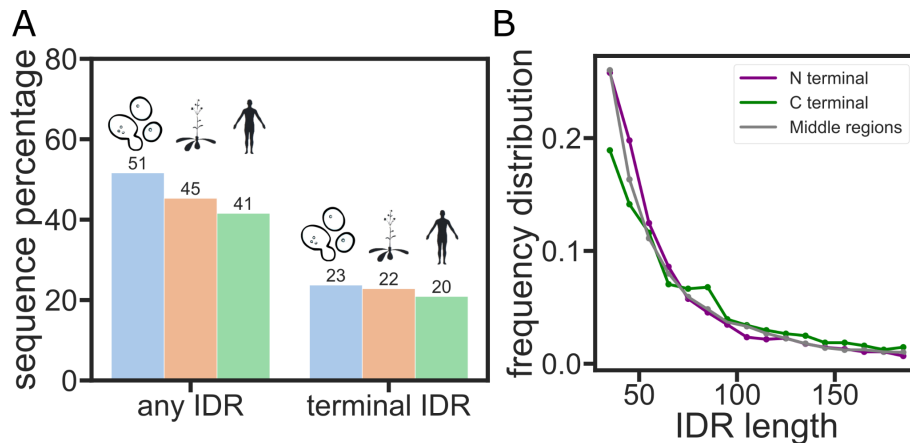 A
sequence percentage
80
60
40
20
0
51
45
41
23
22
20
any IDR
terminal IDR
B
frequency distribution
0.2
0.1
0.0
N terminal
C terminal
Middle regions
50
100
150
IDR length